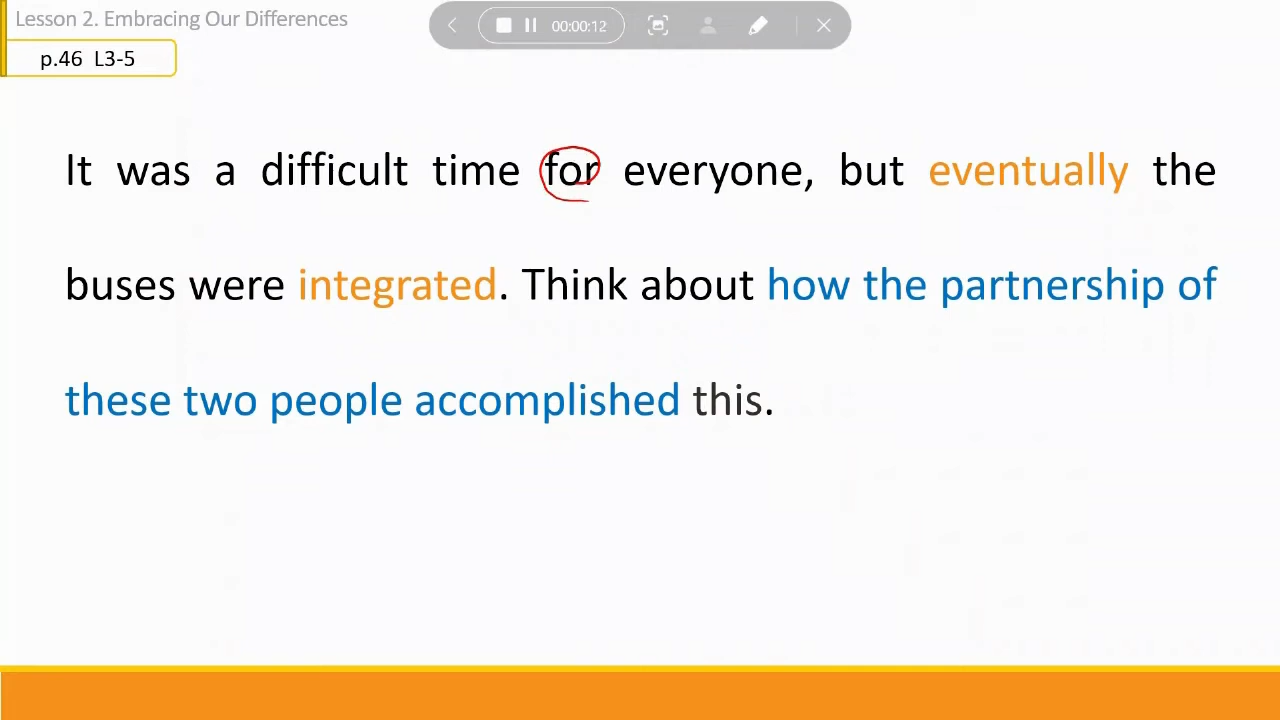 Lesson 2. Embracing Our Differences
00:00:12
p.46 L3-5
It was a difficult time for everyone, but eventually the
buses were integrated. Think about how the partnership of
these two people accomplished this.